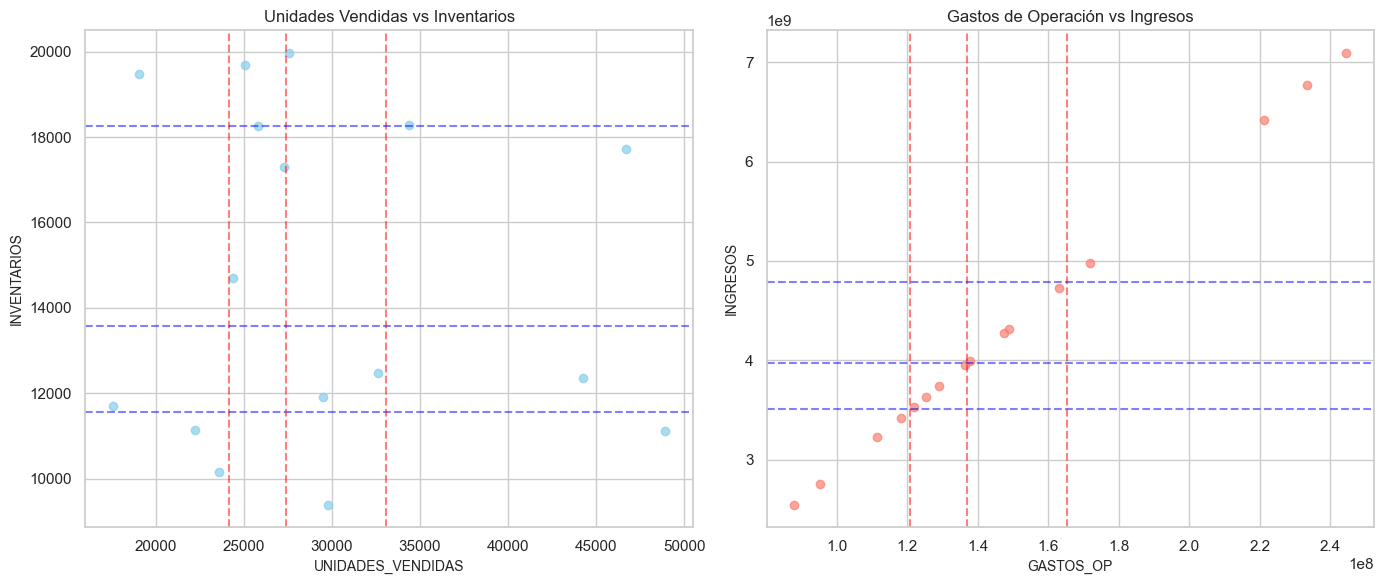 Unidades Vendidas vs Inventarios
20000
18000
16000
14000
12000
10000
INVENTARIOS
20000 25000 30000 35000 40000 45000 50000
UNIDADES_VENDIDAS
Gastos de Operación vs Ingresos
1e9
7
6
5
4
3
INGRESOS
1.0 1.2 1.4 1.6 1.8 2.0 2.2 2.4
1e8
GASTOS_OP